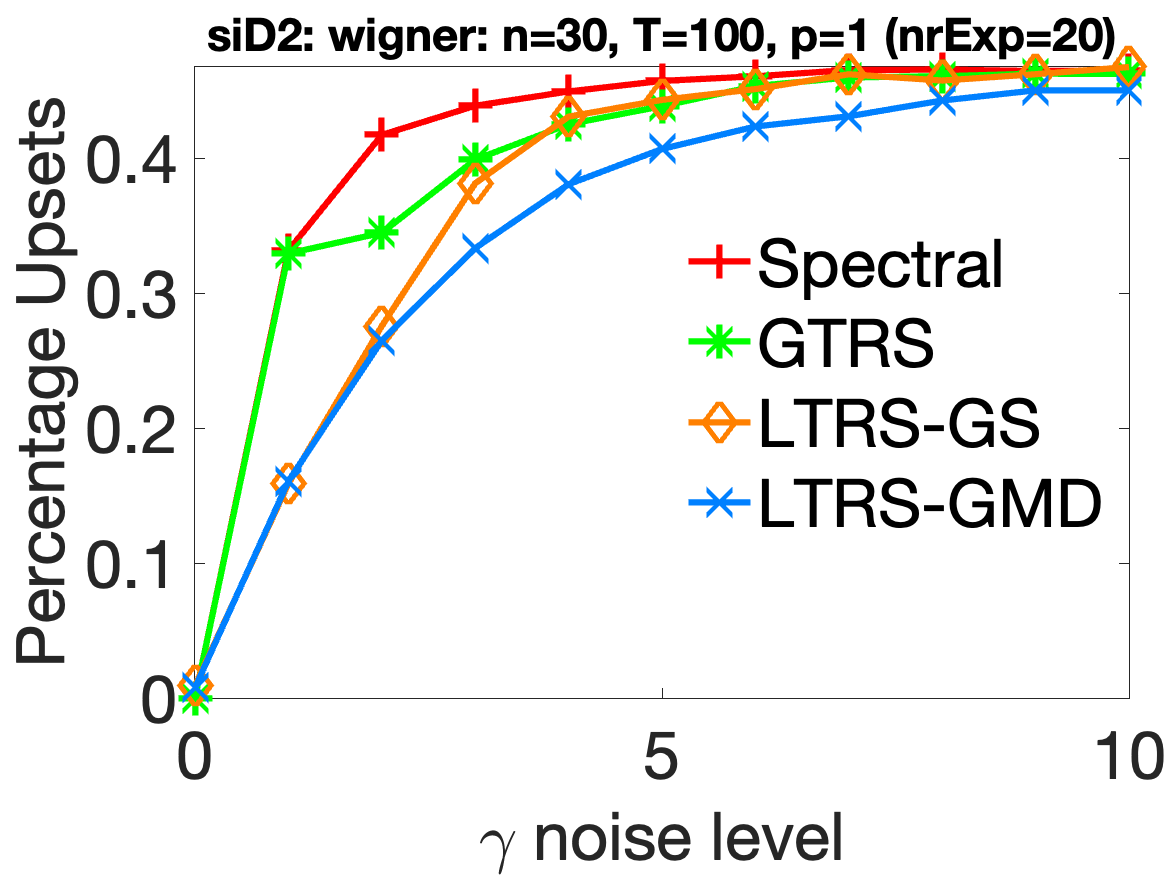 siD2: wigner: n=30, T=100, p=1 (nrExp=20)
Percentage Upsets
0.4
0.3
0.2
0.1
0
Spectral
GTRS
LTRS-GS
LTRS-GMD
0 5 10
γ noise level